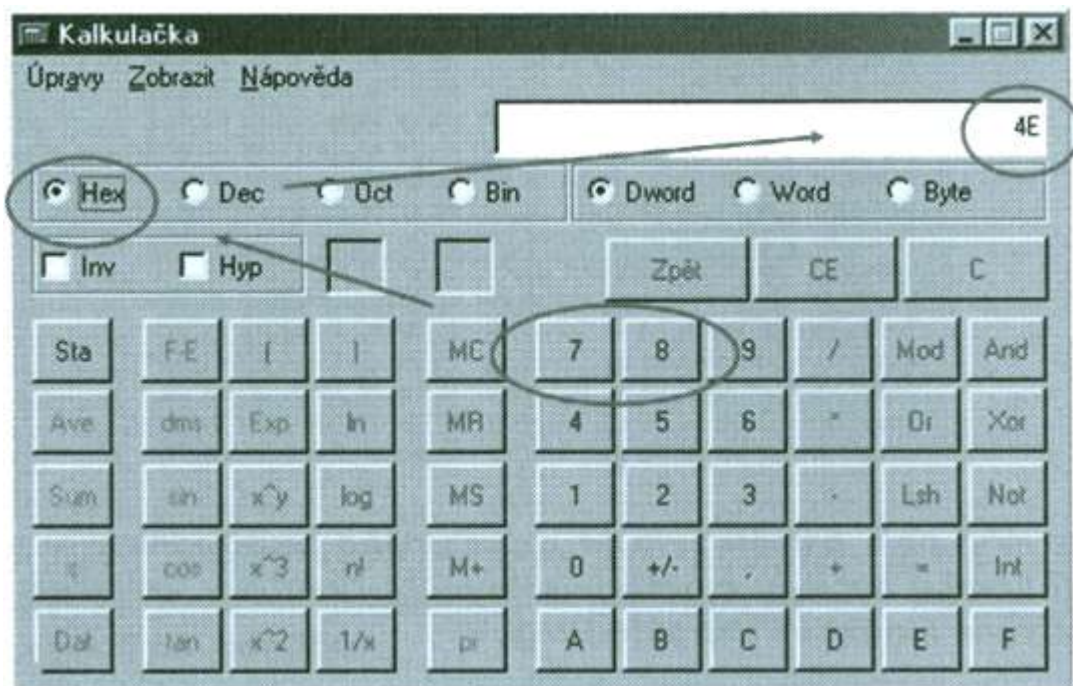 Kalkulačka
Úpravy Zobrazit Nápověda
4E
Hex Dec Oct Bin Dword Word Byte
Inv Hyp Zpět CE C
Sta F-E ( ) MC 7 8 9 / Mod And
Ave dms Exp ln MR 4 5 6 * Or Xor
Sum sin x^y log MS 1 2 3 - Lsh Not
s cos x^3 n! M+ 0 +/- , + = Int
Dat tan x^2 1/x pi A B C D E F